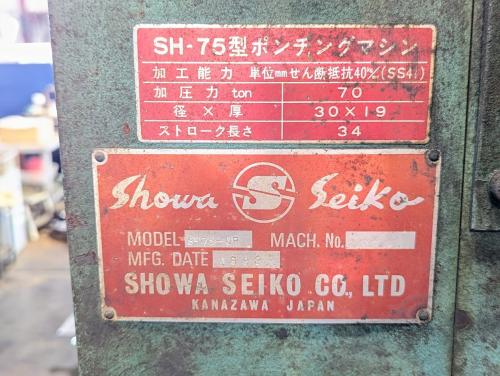 SH-75型ポンチングマシン
加工能力 単位mmせん断抵抗40㎏(SS41)
加圧力 ton 70
径×厚 30×19
ストローク長さ 34
Showa S Seiko
MODEL MACH. No.
MFG. DATE
SHOWA SEIKO CO., LTD
KANAZAWA JAPAN